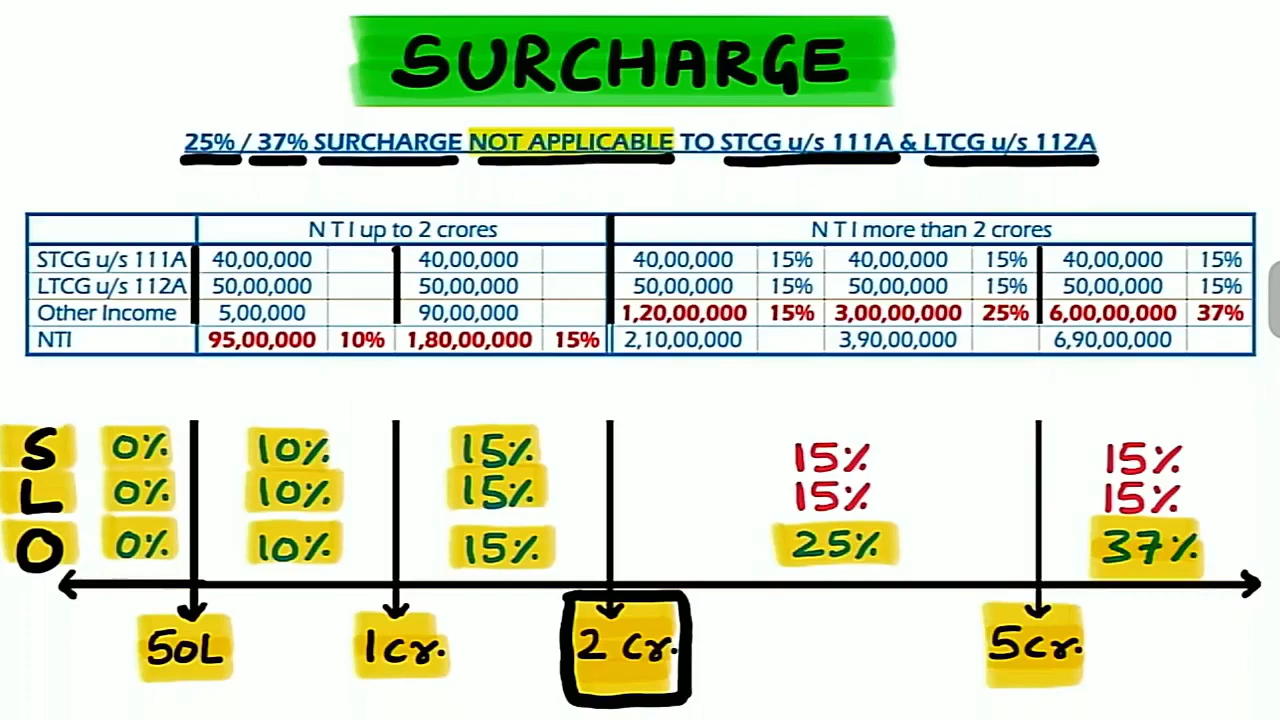 SURCHARGE
25% / 37% SURCHARGE NOT APPLICABLE TO STCG u/s 111A & LTCG u/s 112A
N T I up to 2 crores N T I more than 2 crores
STCG u/s 111A 40,00,000 40,00,000 40,00,000 15% 40,00,000 15% 40,00,000 15%
LTCG u/s 112A 50,00,000 50,00,000 50,00,000 15% 50,00,000 15% 50,00,000 15%
Other Income 5,00,000 90,00,000 1,20,00,000 15% 3,00,00,000 25% 6,00,00,000 37%
NTI 95,00,000 10% 1,80,00,000 15% 2,10,00,000 3,90,00,000 6,90,00,000
S 0% 10% 15% 15% 15%
L 0% 10% 15% 15% 15%
O 0% 10% 15% 25% 37%
50L 1Cr. 2 Cr. 5Cr.